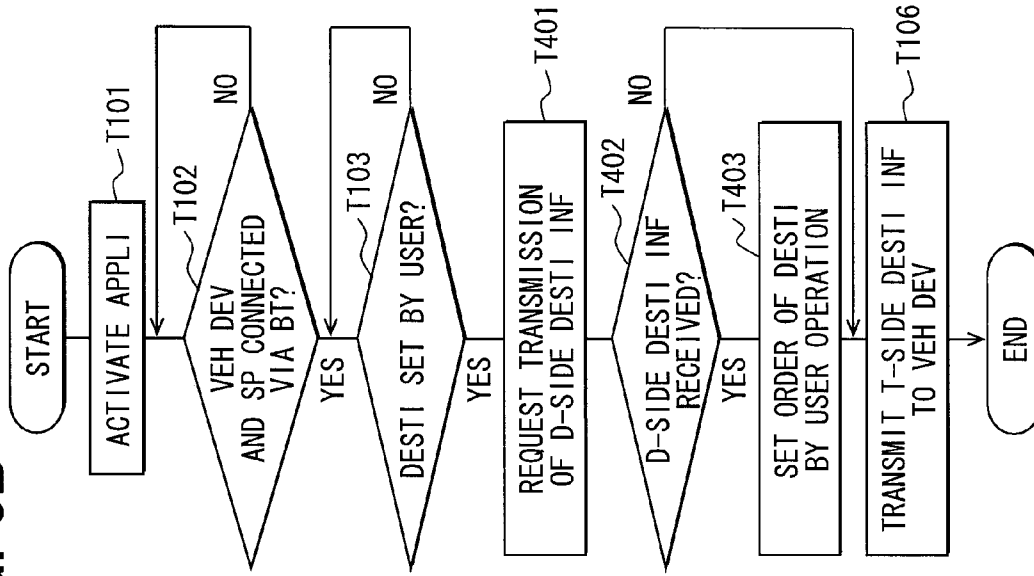 START
ACTIVATE APPLI
T101
VEH DEV
AND SP CONNECTED
VIA BT?
T102
NO
YES
DESTI SET BY USER?
T103
NO
YES
REQUEST TRANSMISSION
OF D-SIDE DESTI INF
T401
D-SIDE DESTI INF
RECEIVED?
T402
NO
YES
SET ORDER OF DESTI
BY USER OPERATION
T403
TRANSMIT T-SIDE DESTI INF
TO VEH DEV
T106
END